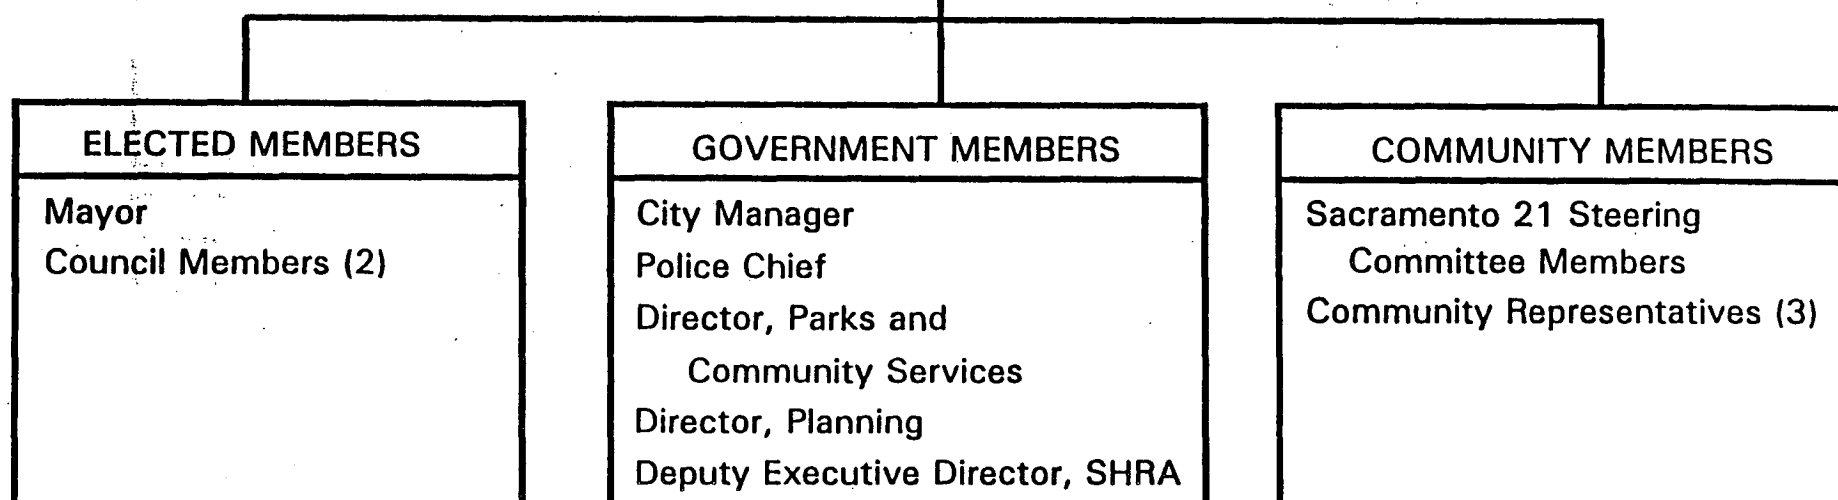 ELECTED MEMBERS
Mayor
Council Members (2)
GOVERNMENT MEMBERS
City Manager
Police Chief
Director, Parks and
Community Services
Director, Planning
Deputy Executive Director, SHRA
COMMUNITY MEMBERS
Sacramento 21 Steering
Committee Members
Community Representatives (3)